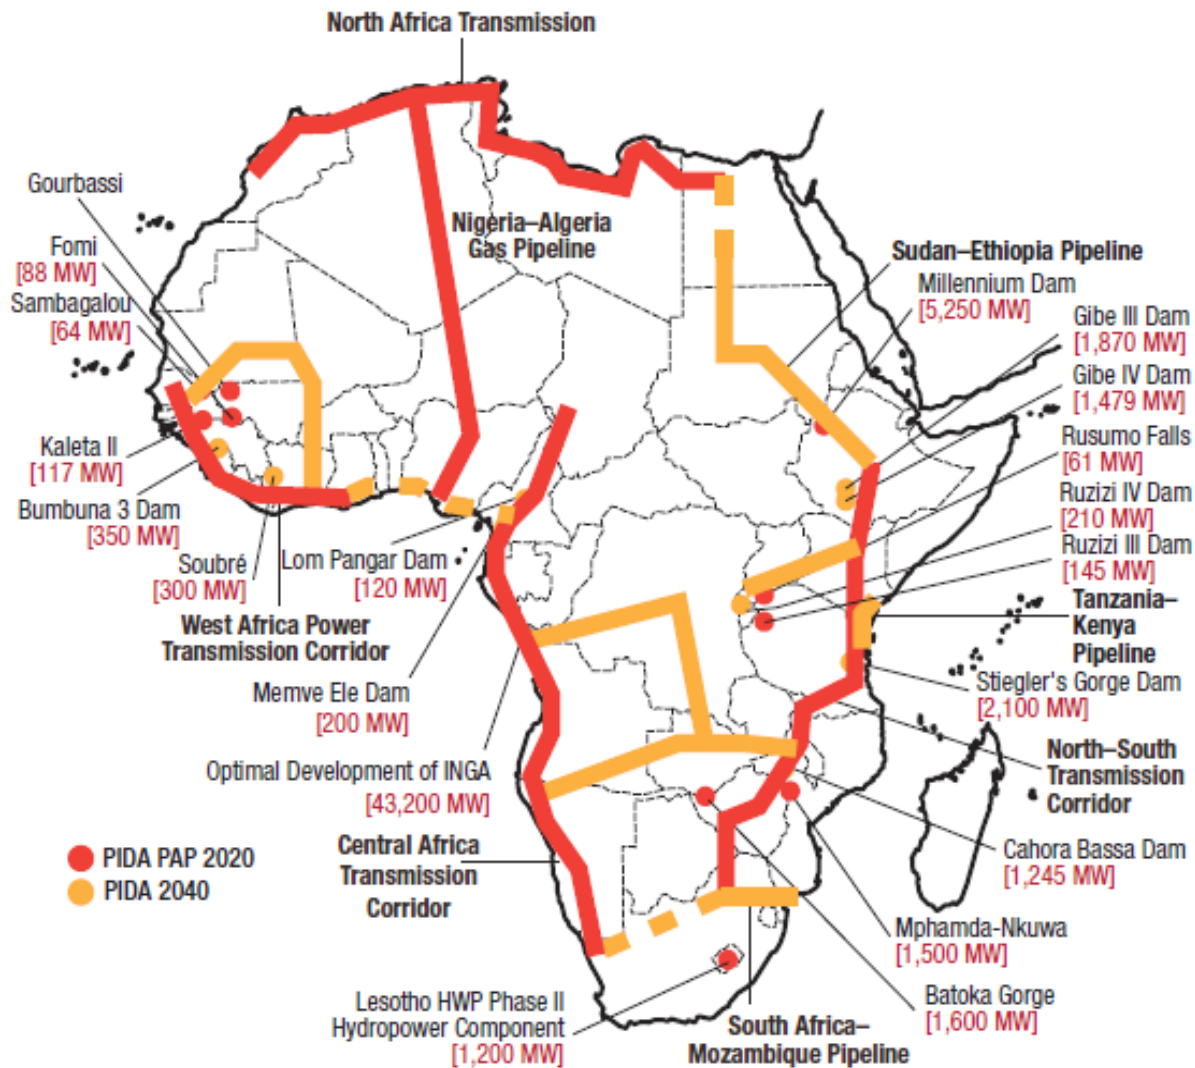 North Africa Transmission
Gourbassi
Fomi
[88 MW]
Sambagalou
[64 MW]
Nigeria–Algeria
Gas Pipeline
Sudan–Ethiopia Pipeline
Millennium Dam
[5,250 MW]
Gibe III Dam
[1,870 MW]
Gibe IV Dam
[1,479 MW]
Rusumo Falls
[61 MW]
Ruzizi IV Dam
[210 MW]
Ruzizi III Dam
[145 MW]
Tanzania–
Kenya
Pipeline
Stiegler's Gorge Dam
[2,100 MW]
North–South
Transmission
Corridor
Cahora Bassa Dam
[1,245 MW]
Mphamda-Nkuwa
[1,500 MW]
Batoka Gorge
[1,600 MW]
South Africa–
Mozambique Pipeline
Kaleta II
[117 MW]
Bumbuna 3 Dam
[350 MW]
Soubré
[300 MW]
Lom Pangar Dam
[120 MW]
West Africa Power
Transmission Corridor
Memve Ele Dam
[200 MW]
Optimal Development of INGA
[43,200 MW]
Central Africa
Transmission
Corridor
PIDA PAP 2020
PIDA 2040
Lesotho HWP Phase II
Hydropower Component
[1,200 MW]